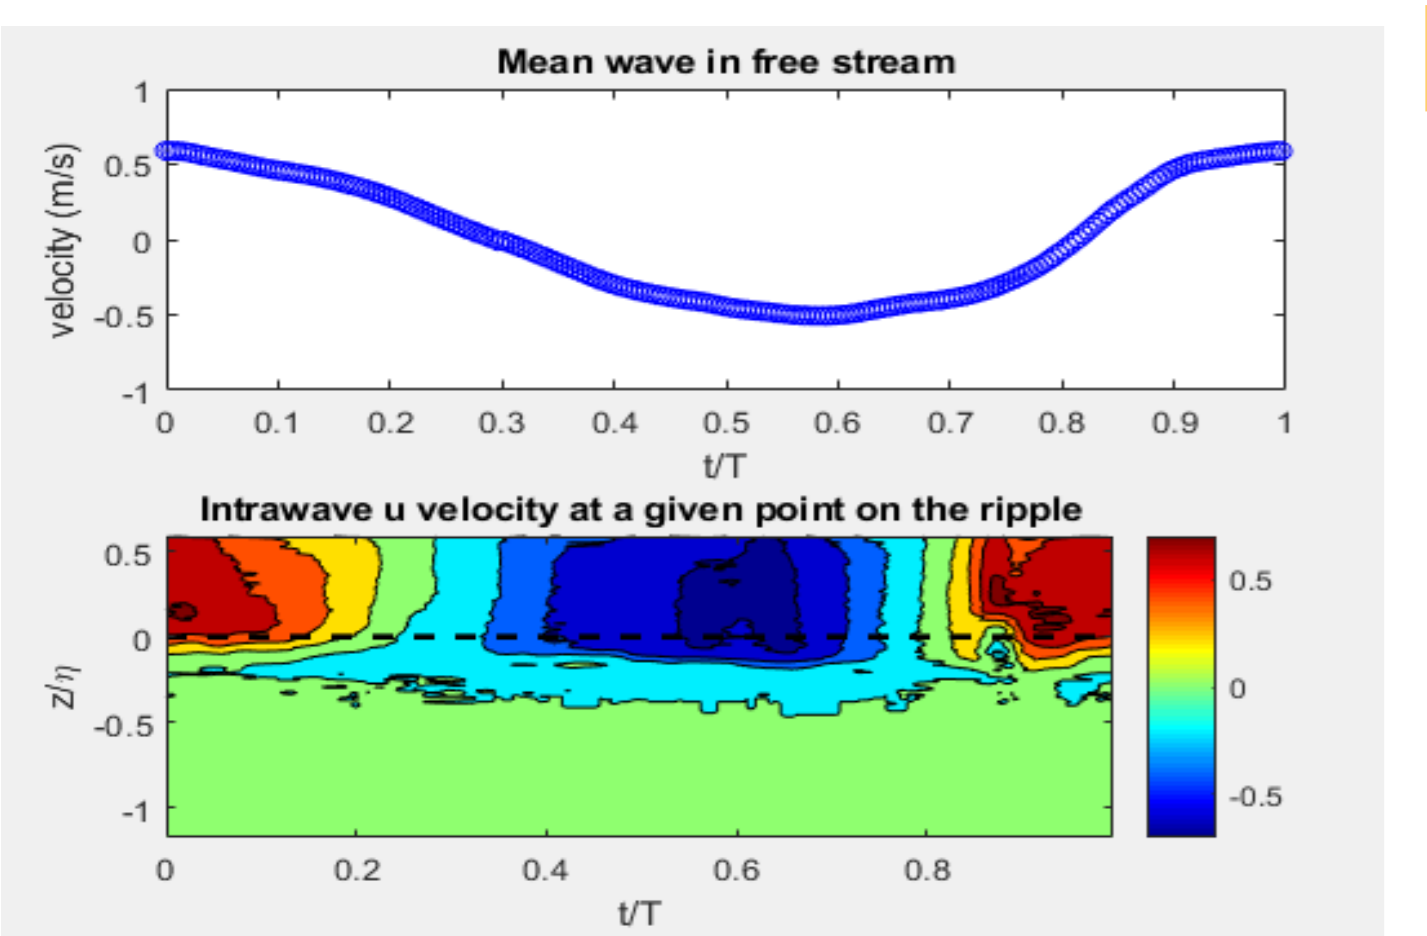 Mean wave in free stream
1
0.5
0
-0.5
-1
velocity (m/s)
0 0.1 0.2 0.3 0.4 0.5 0.6 0.7 0.8 0.9 1
t/T
Intrawave u velocity at a given point on the ripple
0.5
0
-0.5
-1
z/η
0 0.2 0.4 0.6 0.8
t/T
0.5
0
-0.5